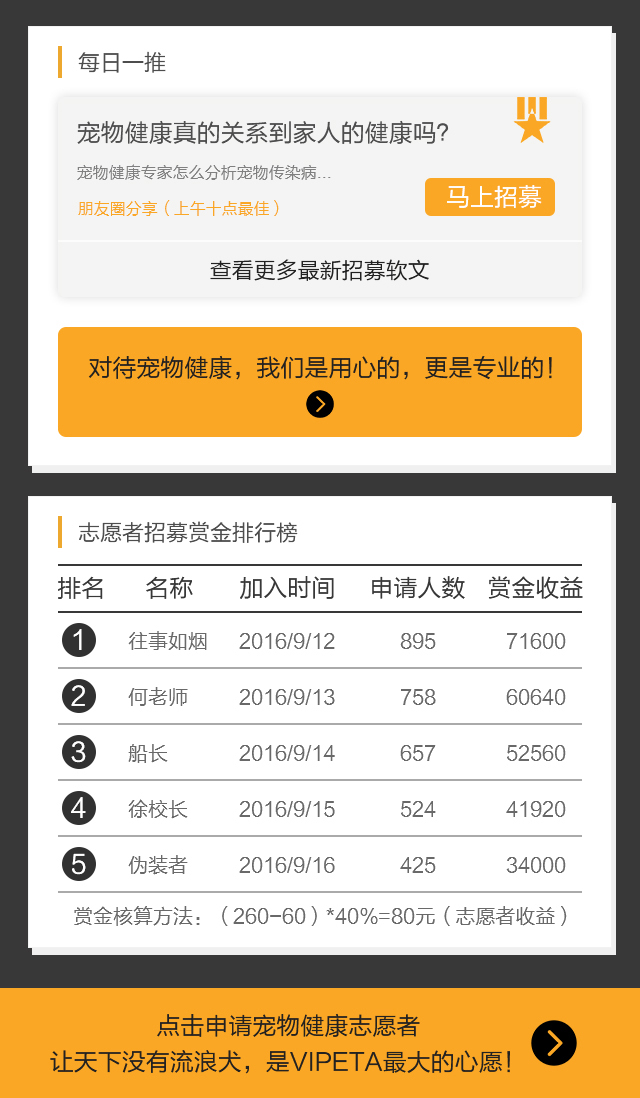 每日一推
宠物健康真的关系到家人的健康吗?
宠物健康专家怎么分析宠物传染病...
朋友圈分享（上午十点最佳）
马上招募
查看更多最新招募软文
对待宠物健康，我们是用心的，更是专业的！
志愿者招募赏金排行榜
排名 名称 加入时间 申请人数 赏金收益
1 往事如烟 2016/9/12 895 71600
2 何老师 2016/9/13 758 60640
3 船长 2016/9/14 657 52560
4 徐校长 2016/9/15 524 41920
5 伪装者 2016/9/16 425 34000
赏金核算方法：（260-60）*40%=80元（志愿者收益）
点击申请宠物健康志愿者
让天下没有流浪犬，是VIPETA最大的心愿！